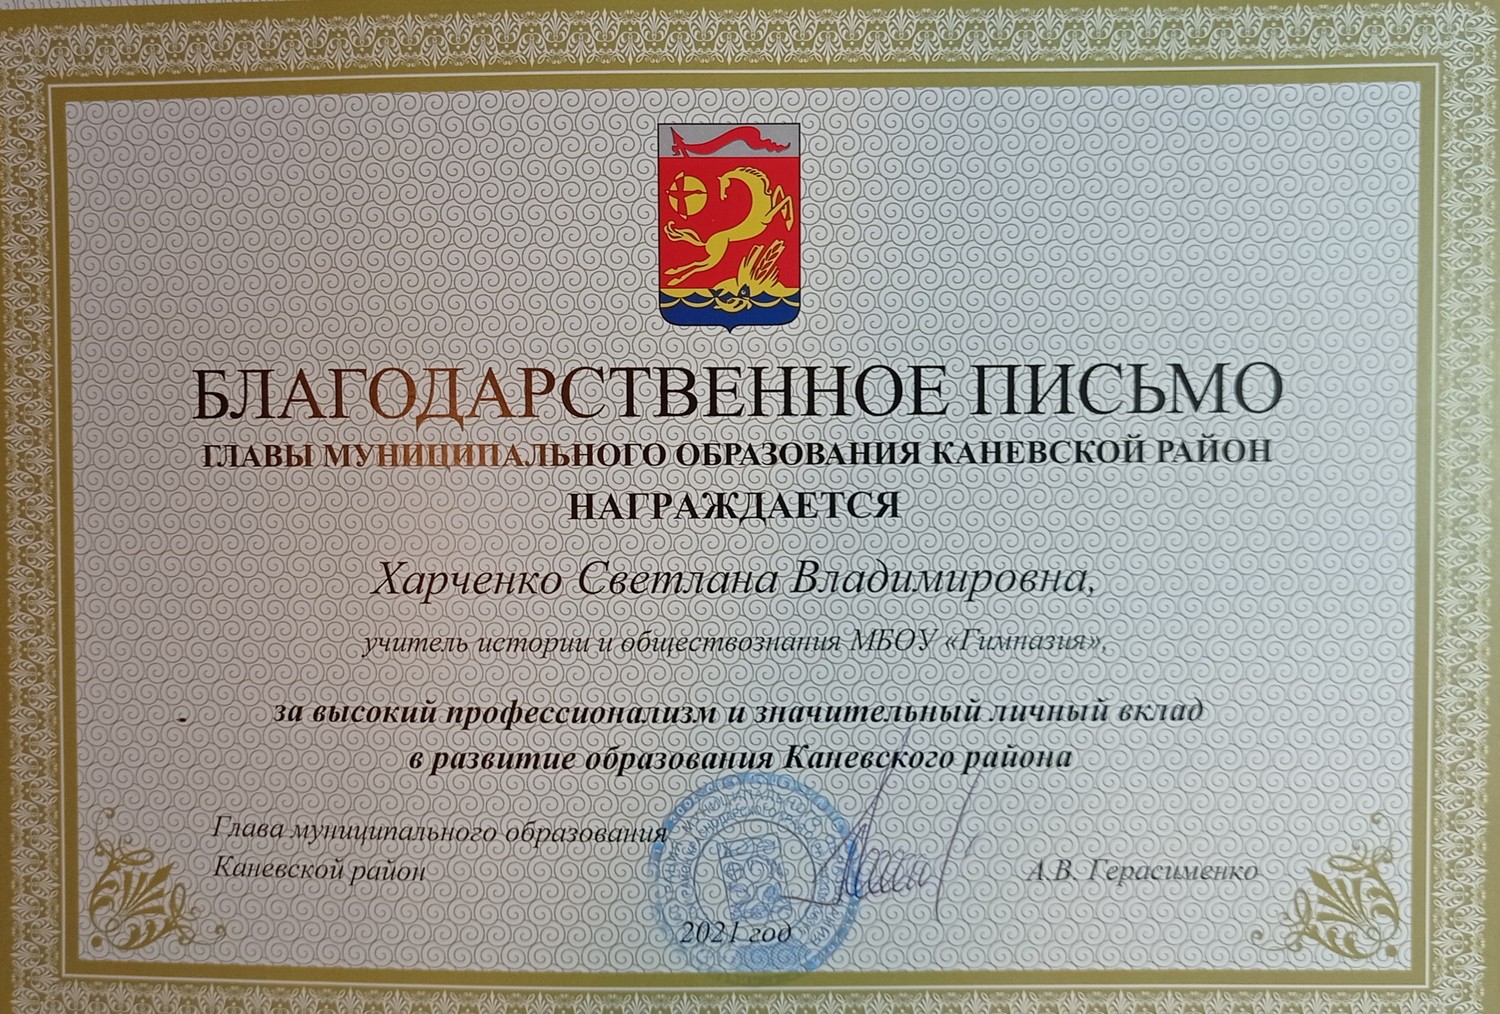 БЛАГОДАРСТВЕННОЕ ПИСЬМО
ГЛАВЫ МУНИЦИПАЛЬНОГО ОБРАЗОВАНИЯ КАНЕВСКОЙ РАЙОН
НАГРАЖДАЕТСЯ
Харченко Светлана Владимировна,
учитель истории и обществознания МБОУ «Гимназия»,
за высокий профессионализм и значительный личный вклад
в развитие образования Каневского района
Глава муниципального образования
Каневской район
А.В. Герасименко
2021 год